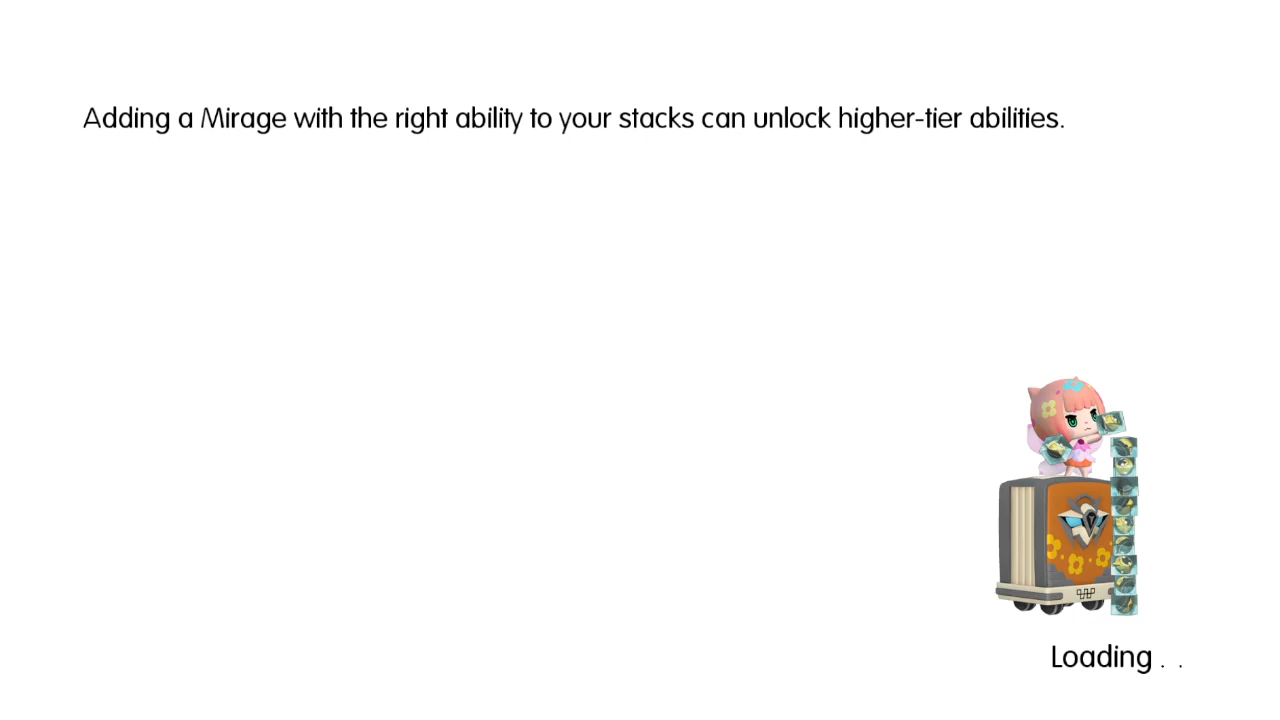 Adding a Mirage with the right ability to your stacks can unlock higher-tier abilities.
Loading . .